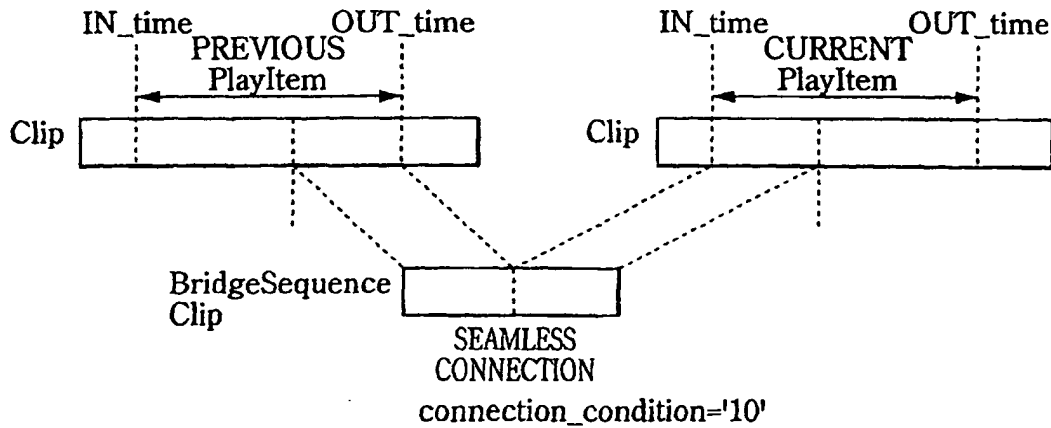 IN_time OUT_time IN_time OUT_time
PREVIOUS CURRENT
PlayItem PlayItem
Clip Clip
BridgeSequence
Clip
SEAMLESS
CONNECTION
connection_condition='10'